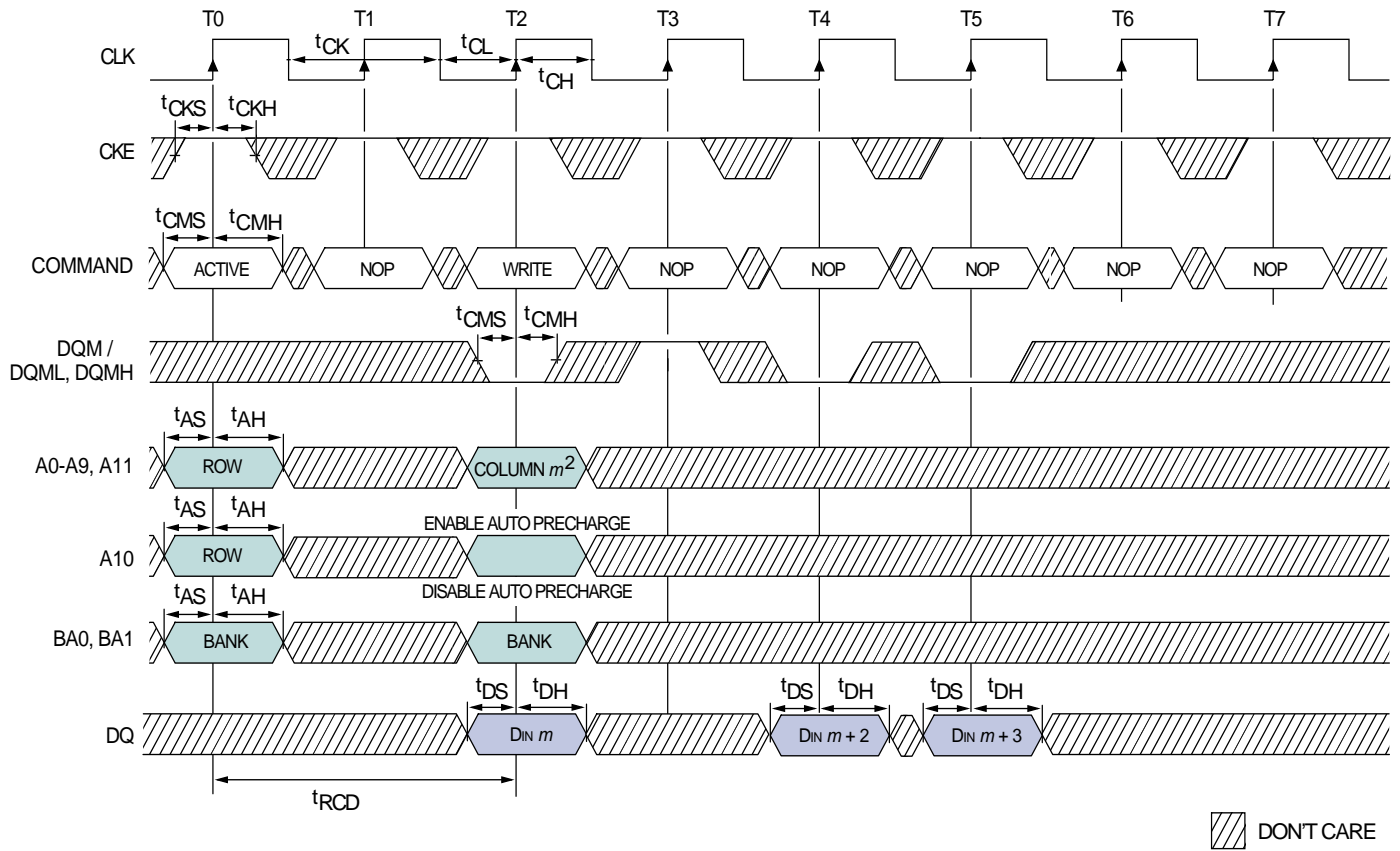 T0 T1 T2 T3 T4 T5 T6 T7
CLK
tCK tCL
tCH
tCKS tCKH
CKE
tCMS tCMH
COMMAND ACTIVE NOP WRITE NOP NOP NOP NOP NOP
tCMS tCMH
DQM /
DQML, DQMH
tAS tAH
A0-A9, A11 ROW COLUMN m2
tAS tAH
ENABLE AUTO PRECHARGE
A10 ROW
DISABLE AUTO PRECHARGE
tAS tAH
BA0, BA1 BANK BANK
tDS tDH tDS tDH tDS tDH
DQ DIN m DIN m + 2 DIN m + 3
tRCD
DON'T CARE